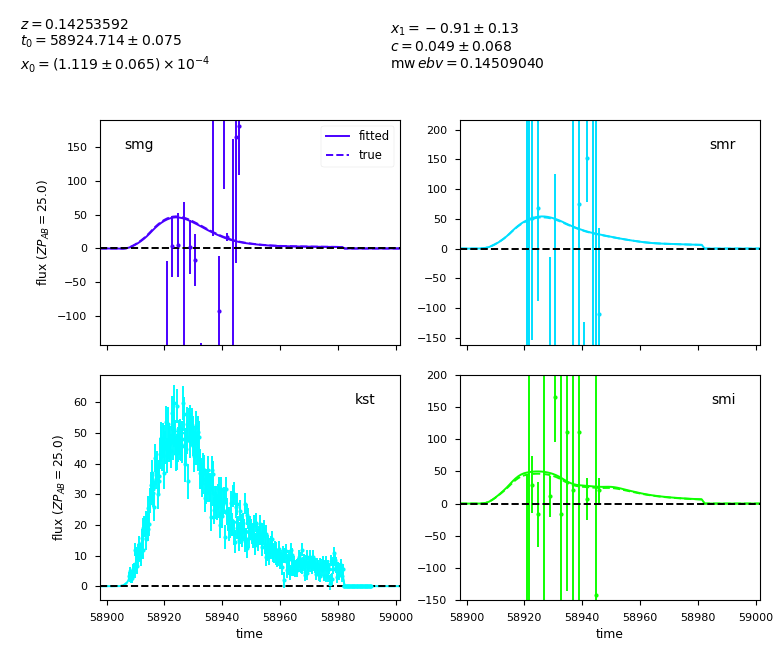 z = 0.14253592
t₀ = 58924.714 ± 0.075
x₀ = (1.119 ± 0.065) × 10⁻⁴
x₁ = −0.91 ± 0.13
c = 0.049 ± 0.068
mw ebv = 0.14509040
smg
fitted
true
150
100
50
0
−50
−100
flux (ZP_AB = 25.0)
smr
200
150
100
50
0
−50
−100
−150
kst
60
50
40
30
20
10
0
flux (ZP_AB = 25.0)
58900 58920 58940 58960 58980 59000
time
smi
200
150
100
50
0
−50
−100
−150
58900 58920 58940 58960 58980 59000
time